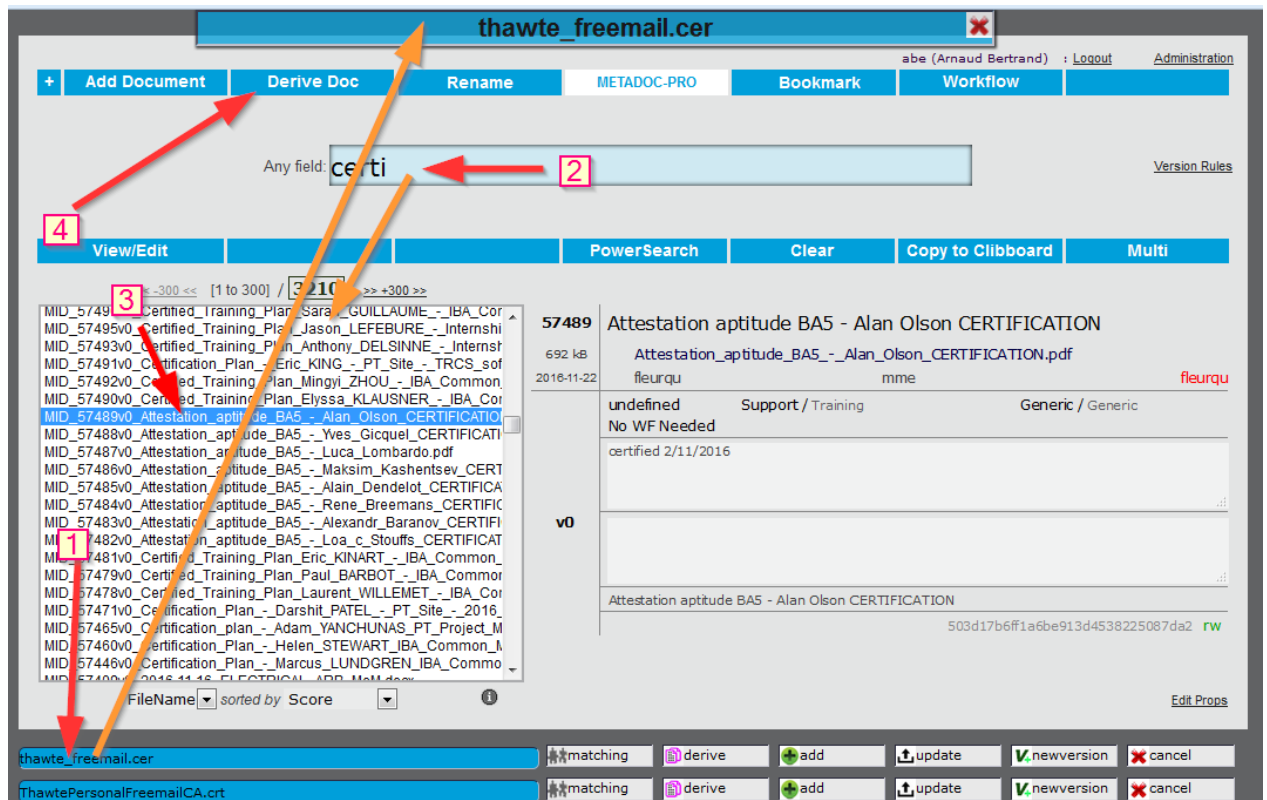 thawte_freemail.cer
abe (Arnaud Bertrand) : Logout Administration
+ Add Document Derive Doc Rename METADOC-PRO Bookmark Workflow
Any field: certi 2 Version Rules
4
View/Edit PowerSearch Clear Copy to Clibboard Multi
3 << -300 << [1 to 300] / 3210 >> +300 >>
MID_57495v0_Certified_Training_Plan_Jason_LEFEBURE_-_Internshi
MID_57493v0_Certified_Training_Plan_Anthony_DELSINNE_-_Internsh
MID_57491v0_Certification_Plan_-_Eric_KING_-_PT_Site_-_TRCS_sof
MID_57492v0_Certified_Training_Plan_Mingyi_ZHOU_-_IBA_Common_
MID_57490v0_Certified_Training_Plan_Elyssa_KLAUSNER_-_IBA_Cor
MID_57489v0_Attestation_aptitude_BA5_-_Alan_Olson_CERTIFICATIO
MID_57488v0_Attestation_aptitude_BA5_-_Yves_Gicquel_CERTIFICATI
MID_57487v0_Attestation_aptitude_BA5_-_Luca_Lombardo.pdf
MID_57486v0_Attestation_aptitude_BA5_-_Maksim_Kashentsev_CERT
MID_57485v0_Attestation_aptitude_BA5_-_Alain_Dendelot_CERTIFICA
MID_57484v0_Attestation_aptitude_BA5_-_Rene_Breemans_CERTIFIC
MID_57483v0_Attestation_aptitude_BA5_-_Alexandr_Baranov_CERTIFI
MID_57482v0_Attestation_aptitude_BA5_-_Loa_c_Stouffs_CERTIFICAT
1
MID_57481v0_Certified_Training_Plan_Eric_KINART_-_IBA_Common_
MID_57479v0_Certified_Training_Plan_Paul_BARBOT_-_IBA_Common
MID_57478v0_Certified_Training_Plan_Laurent_WILLEMET_-_IBA_Cor
MID_57471v0_Certification_Plan_-_Darshit_PATEL_-_PT_Site_-_2016_
MID_57465v0_Certification_plan_-_Adam_YANCHUNAS_PT_Project_M
MID_57460v0_Certification_Plan_-_Helen_STEWART_IBA_Common_M
MID_57446v0_Certification_Plan_-_Marcus_LUNDGREN_IBA_Commo
FileName sorted by Score
57489 Attestation aptitude BA5 - Alan Olson CERTIFICATION
692 kB Attestation_aptitude_BA5_-_Alan_Olson_CERTIFICATION.pdf
2016-11-22 fleurqu mme fleurqu
undefined Support / Training Generic / Generic
No WF Needed
certified 2/11/2016
v0
Attestation aptitude BA5 - Alan Olson CERTIFICATION
503d17b6ff1a6be913d4538225087da2 rw
Edit Props
thawte_freemail.cer matching derive add update newversion cancel
ThawtePersonalFreemailCA.crt matching derive add update newversion cancel